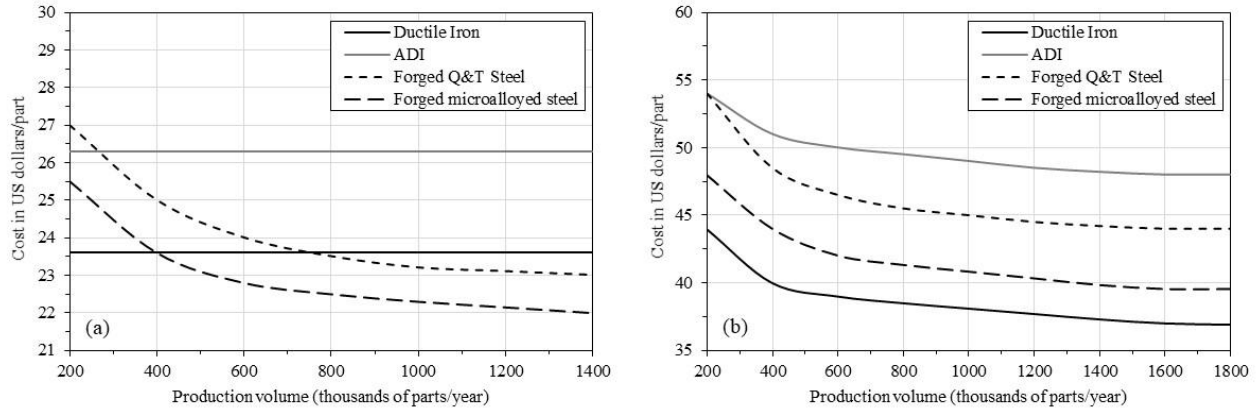 30
29
28
27
26
25
24
23
22
21
Cost in US dollars/part
Ductile Iron
ADI
Forged Q&T Steel
Forged microalloyed steel
(a)
200 400 600 800 1000 1200 1400
Production volume (thousands of parts/year)
60
55
50
45
40
35
Cost in US dollars/part
Ductile Iron
ADI
Forged Q&T Steel
Forged microalloyed steel
(b)
200 400 600 800 1000 1200 1400 1600 1800
Production volume (thousands of parts/year)